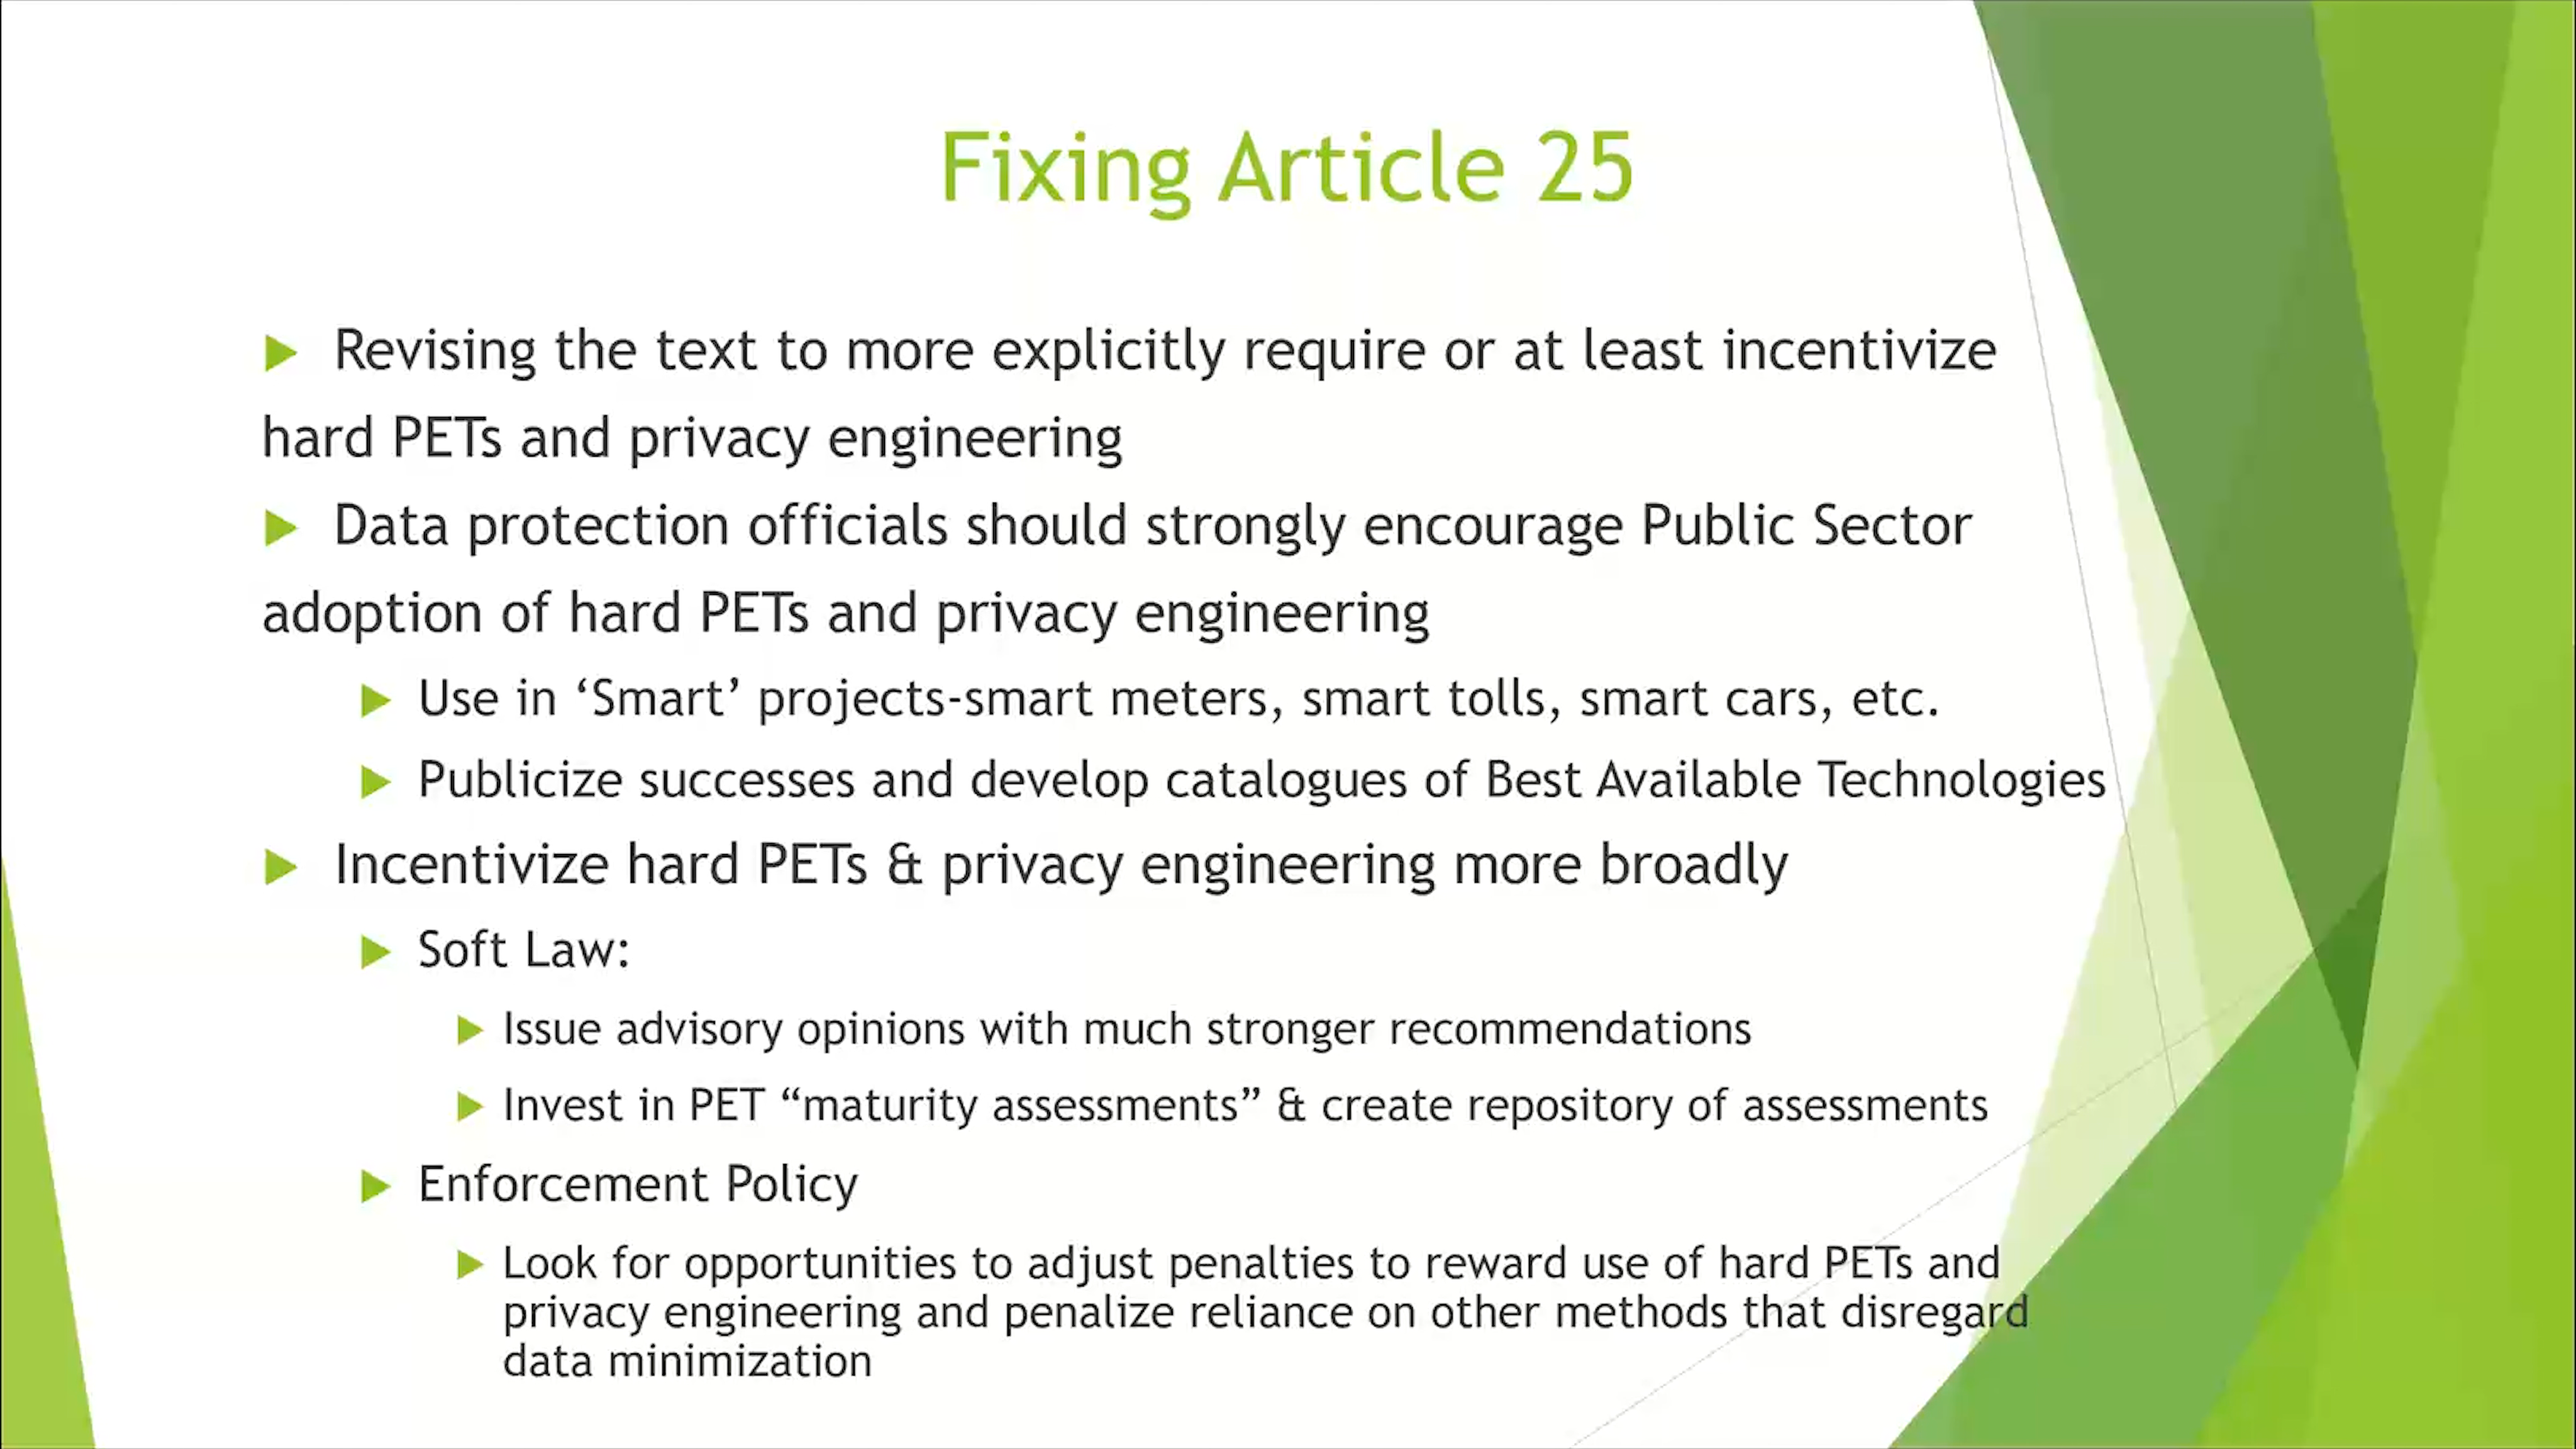 Fixing Article 25
Revising the text to more explicitly require or at least incentivize
hard PETs and privacy engineering
Data protection officials should strongly encourage Public Sector
adoption of hard PETs and privacy engineering
Use in ‘Smart’ projects-smart meters, smart tolls, smart cars, etc.
Publicize successes and develop catalogues of Best Available Technologies
Incentivize hard PETs & privacy engineering more broadly
Soft Law:
Issue advisory opinions with much stronger recommendations
Invest in PET “maturity assessments” & create repository of assessments
Enforcement Policy
Look for opportunities to adjust penalties to reward use of hard PETs and
privacy engineering and penalize reliance on other methods that disregard
data minimization